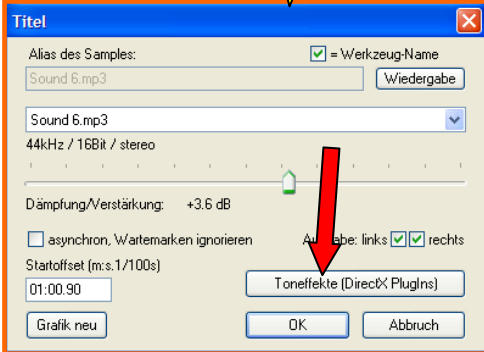 Titel
Alias des Samples:
= Werkzeug-Name
Sound 6.mp3
Wiedergabe
Sound 6.mp3
44kHz / 16Bit / stereo
Dämpfung/Verstärkung: +3.6 dB
asynchron, Wartemarken ignorieren
links
rechts
Startoffset (m:s.1/100s)
01:00.90
Toneffekte (DirectX PlugIns)
Grafik neu
OK
Abbruch